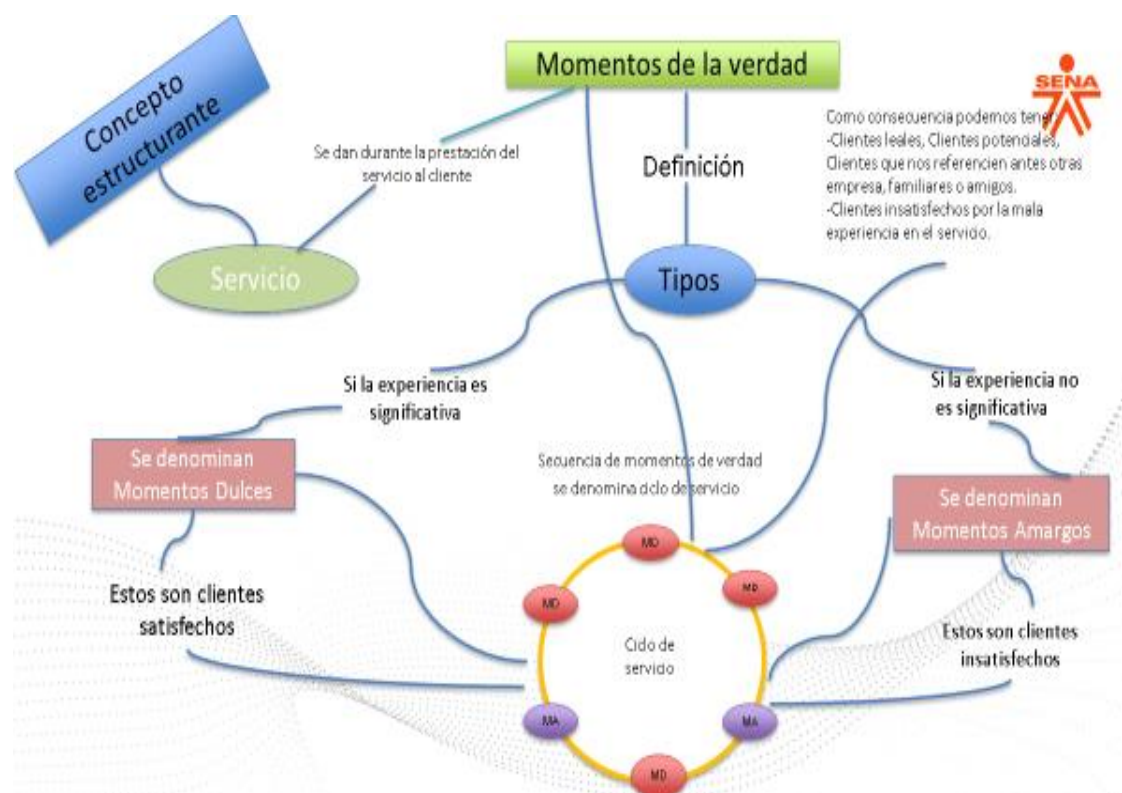 Concepto
estructurante
Momentos de la verdad
SENA
Se dan durante la prestación del
servicio al cliente
Definición
Como consecuencia podemos tener:
-Clientes leales, Clientes potenciales,
Clientes que nos referencien antes otras
empresa, familiares o amigos.
-Clientes insatisfechos por la mala
experiencia en el servicio.
Servicio
Tipos
Si la experiencia es
significativa
Si la experiencia no
es significativa
Se denominan
Momentos Dulces
Secuencia de momentos de verdad
se denomina ciclo de servicio
Se denominan
Momentos Amargos
MD
MD
MD
Estos son clientes
satisfechos
Ciclo de
servicio
Estos son clientes
insatisfechos
MA
MA
MD